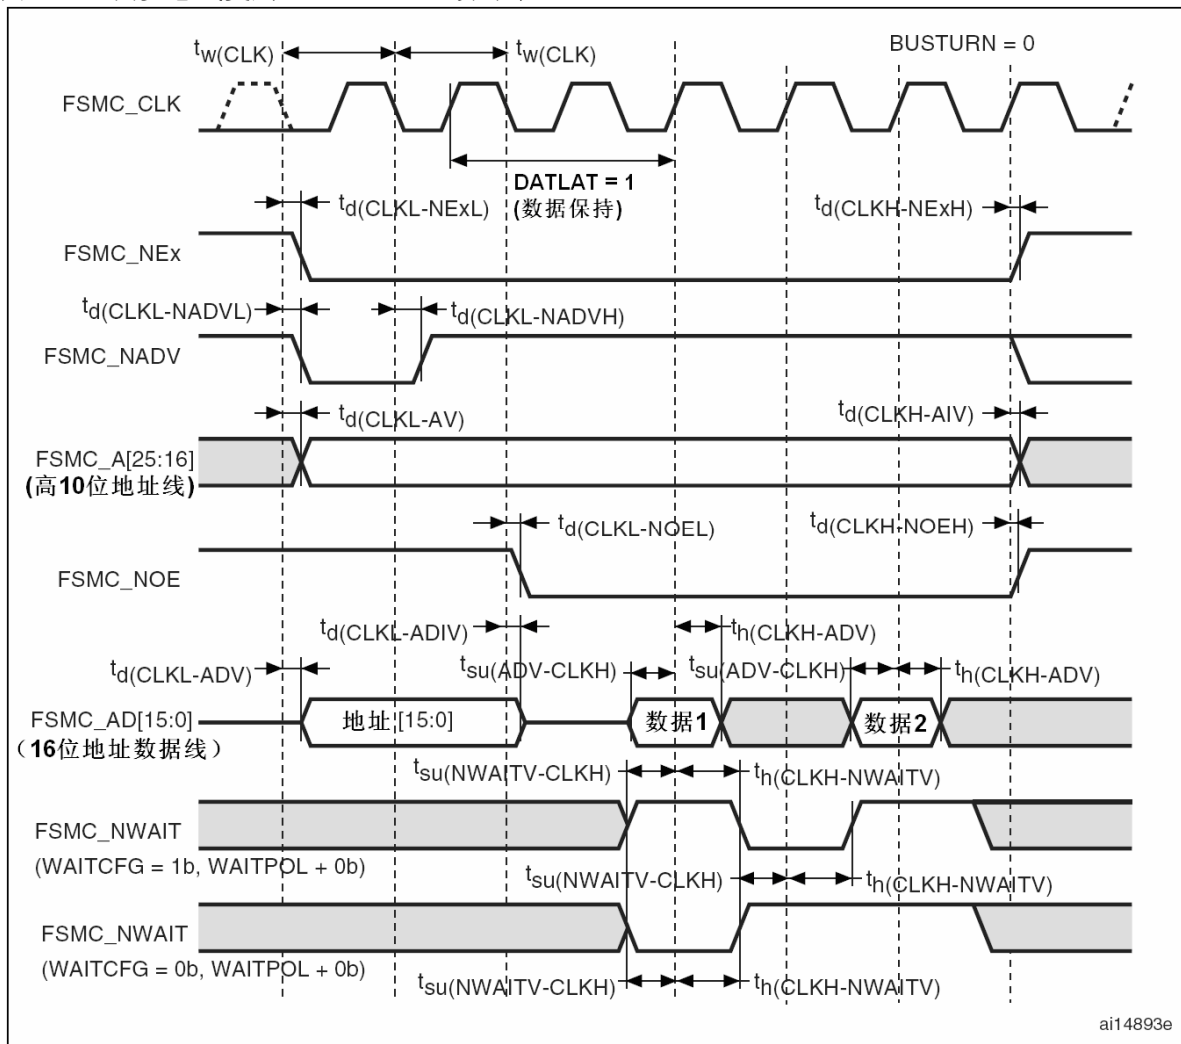 tw(CLK)
tw(CLK)
BUSTURN = 0
FSMC_CLK
DATLAT = 1
(数据保持)
td(CLKL-NExL)
td(CLKH-NExH)
FSMC_NEx
td(CLKL-NADVL)
td(CLKL-NADVH)
FSMC_NADV
td(CLKL-AV)
td(CLKH-AIV)
FSMC_A[25:16]
(高10位地址线)
td(CLKL-NOEL)
td(CLKH-NOEH)
FSMC_NOE
td(CLKL-ADIV)
th(CLKH-ADV)
td(CLKL-ADV)
tsu(ADV-CLKH)
tsu(ADV-CLKH)
th(CLKH-ADV)
FSMC_AD[15:0]
地址 [15:0]
数据1
数据2
(16位地址数据线)
tsu(NWAITV-CLKH)
th(CLKH-NWAITV)
FSMC_NWAIT
(WAITCFG = 1b, WAITPOL + 0b)
tsu(NWAITV-CLKH)
th(CLKH-NWAITV)
FSMC_NWAIT
(WAITCFG = 0b, WAITPOL + 0b)
tsu(NWAITV-CLKH)
th(CLKH-NWAITV)
ai14893e